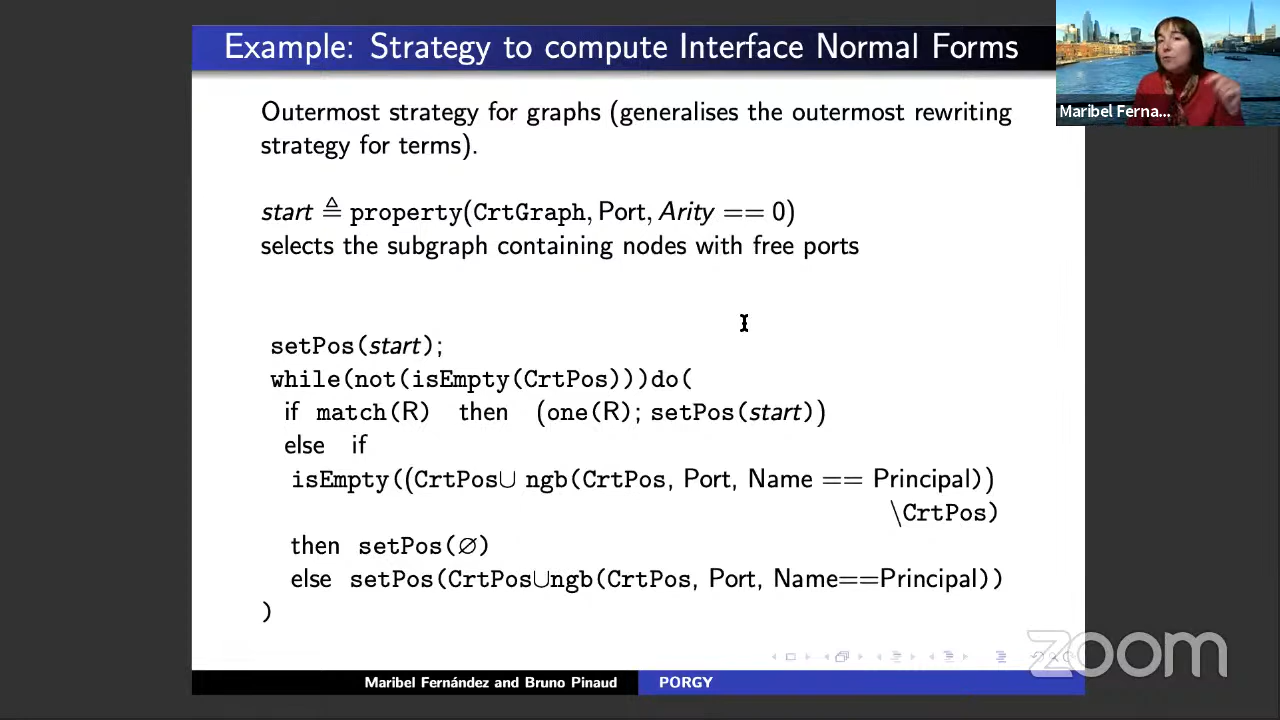 Example: Strategy to compute Interface Normal Forms
Maribel Ferna...
Outermost strategy for graphs (generalises the outermost rewriting
strategy for terms).
start ≜ property(CrtGraph, Port, Arity == 0)
selects the subgraph containing nodes with free ports
setPos(start);
while(not(isEmpty(CrtPos)))do(
if match(R) then (one(R); setPos(start))
else if
isEmpty((CrtPos∪ ngb(CrtPos, Port, Name == Principal))
\CrtPos)
then setPos(∅)
else setPos(CrtPos∪ngb(CrtPos, Port, Name==Principal))
)
zoom
Maribel Fernández and Bruno Pinaud PORGY